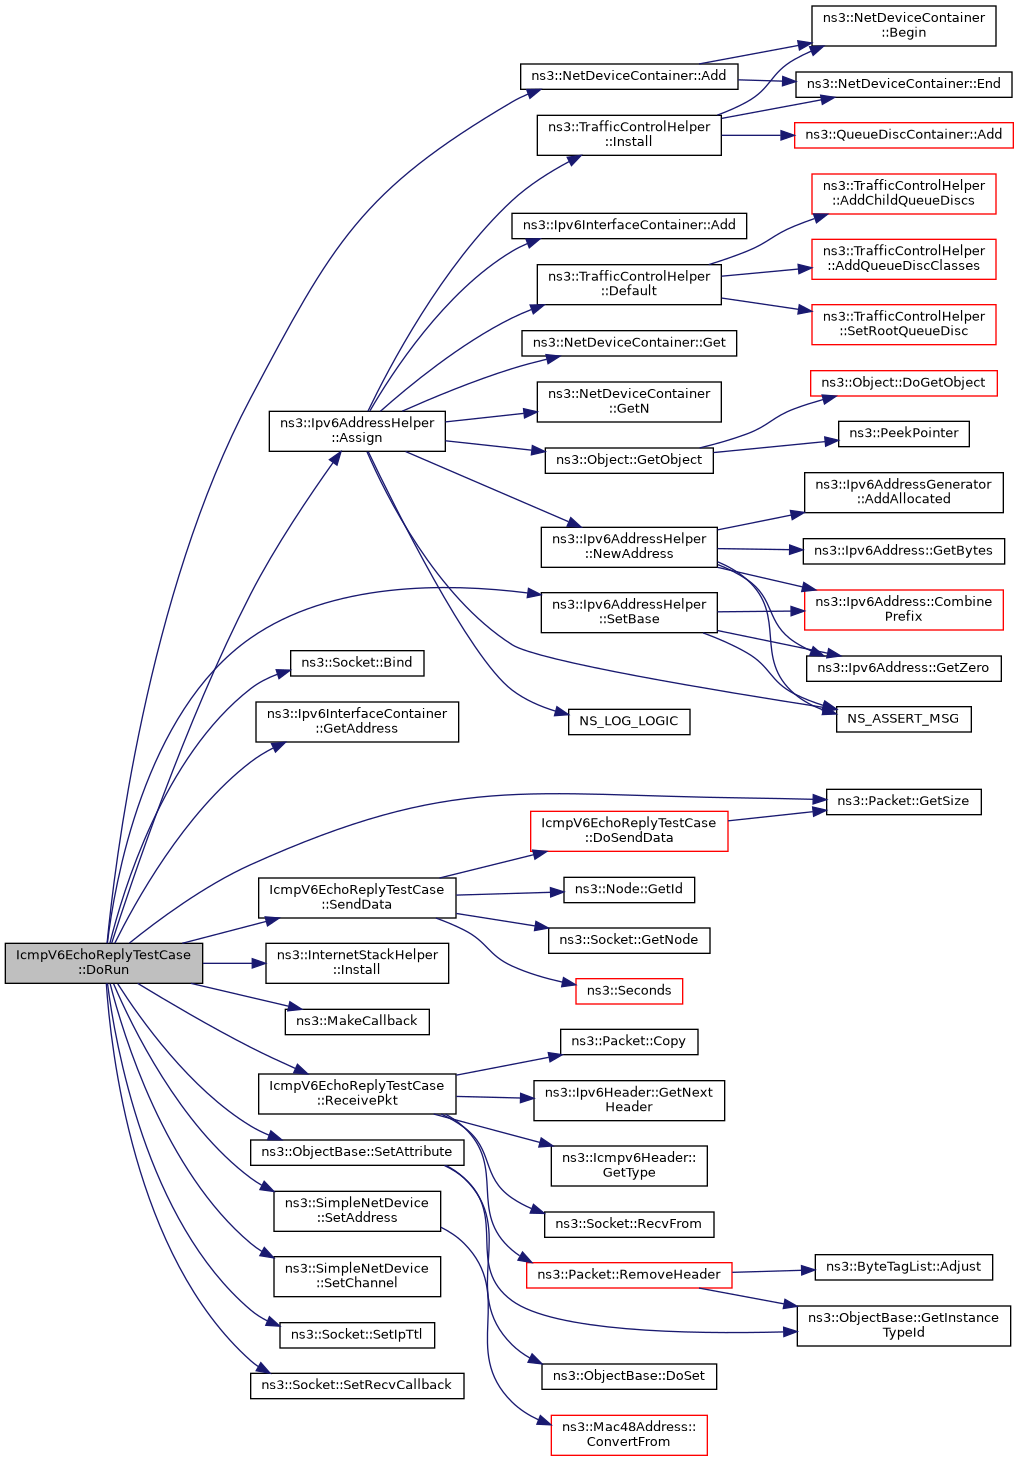 ns3::NetDeviceContainer
::Begin
ns3::NetDeviceContainer::Add
ns3::NetDeviceContainer::End
ns3::TrafficControlHelper
::Install
ns3::QueueDiscContainer::Add
ns3::TrafficControlHelper
::AddChildQueueDiscs
ns3::Ipv6InterfaceContainer::Add
ns3::TrafficControlHelper
::AddQueueDiscClasses
ns3::TrafficControlHelper
::Default
ns3::TrafficControlHelper
::SetRootQueueDisc
ns3::NetDeviceContainer::Get
ns3::Object::DoGetObject
ns3::NetDeviceContainer
::GetN
ns3::Ipv6AddressHelper
::Assign
ns3::PeekPointer
ns3::Object::GetObject
ns3::Ipv6AddressGenerator
::AddAllocated
ns3::Ipv6AddressHelper
::NewAddress
ns3::Ipv6Address::GetBytes
ns3::Ipv6AddressHelper
::SetBase
ns3::Ipv6Address::Combine
Prefix
ns3::Socket::Bind
ns3::Ipv6Address::GetZero
ns3::Ipv6InterfaceContainer
::GetAddress
NS_LOG_LOGIC
NS_ASSERT_MSG
ns3::Packet::GetSize
IcmpV6EchoReplyTestCase
::DoSendData
IcmpV6EchoReplyTestCase
::SendData
ns3::Node::GetId
ns3::Socket::GetNode
IcmpV6EchoReplyTestCase
::DoRun
ns3::InternetStackHelper
::Install
ns3::Seconds
ns3::MakeCallback
ns3::Packet::Copy
IcmpV6EchoReplyTestCase
::ReceivePkt
ns3::Ipv6Header::GetNext
Header
ns3::ObjectBase::SetAttribute
ns3::Icmpv6Header::
GetType
ns3::SimpleNetDevice
::SetAddress
ns3::Socket::RecvFrom
ns3::SimpleNetDevice
::SetChannel
ns3::Packet::RemoveHeader
ns3::ByteTagList::Adjust
ns3::ObjectBase::GetInstance
TypeId
ns3::Socket::SetIpTtl
ns3::Socket::SetRecvCallback
ns3::ObjectBase::DoSet
ns3::Mac48Address::
ConvertFrom